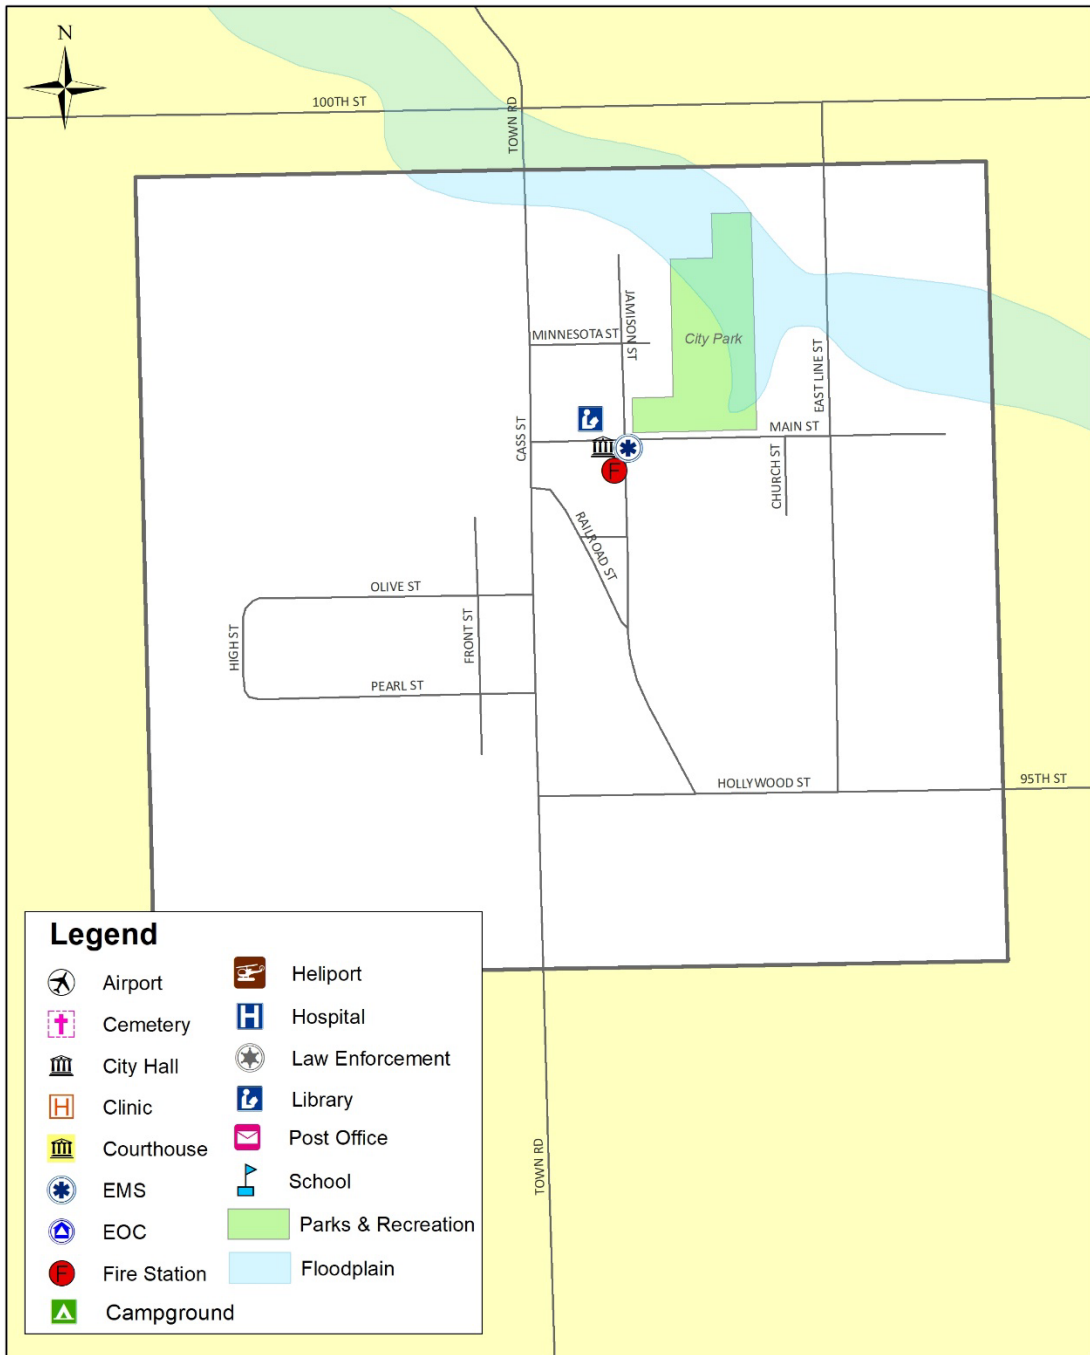 N
100TH ST
TOWN RD
JAMISON ST
MINNESOTA ST
City Park
EAST LINE ST
CASS ST
MAIN ST
CHURCH ST
F
RAILROAD ST
OLIVE ST
HIGH ST
FRONT ST
PEARL ST
HOLLYWOOD ST
95TH ST
TOWN RD
Legend
Airport
Cemetery
City Hall
H Clinic
Courthouse
EMS
EOC
F Fire Station
Campground
Heliport
H Hospital
Law Enforcement
Library
Post Office
School
Parks & Recreation
Floodplain